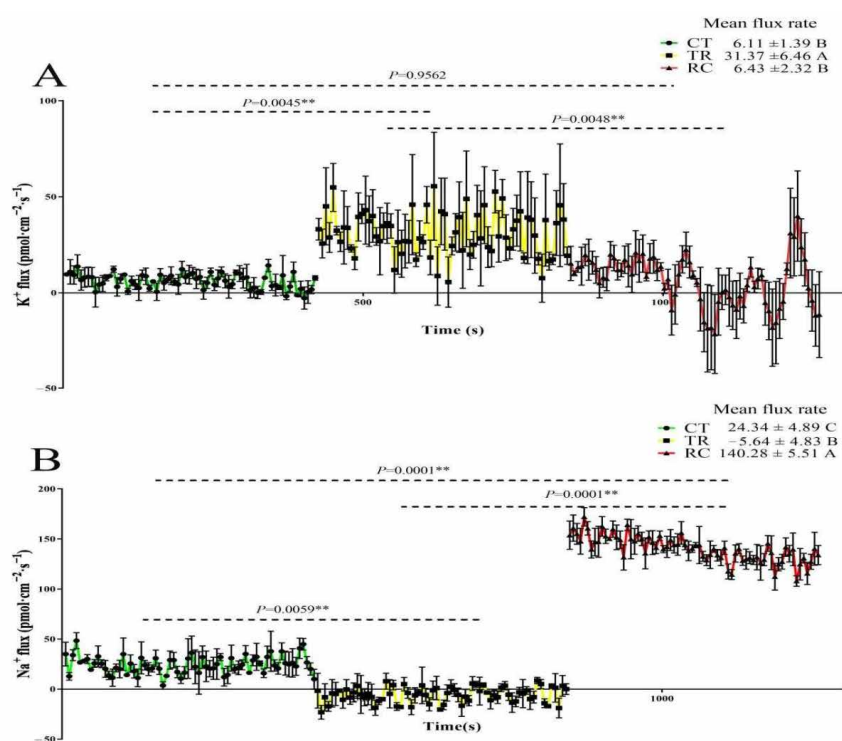 Mean flux rate
CT 6.11 ±1.39 B
TR 31.37 ±6.46 A
RC 6.43 ±2.32 B
A
P=0.9562
P=0.0045**
P=0.0048**
100
50
0
−50
K⁺ flux (pmol·cm⁻²·s⁻¹)
500
100
Time (s)
Mean flux rate
CT 24.34 ± 4.89 C
TR −5.64 ± 4.83 B
RC 140.28 ± 5.51 A
B
P=0.0001**
P=0.0001**
P=0.0059**
200
150
100
50
0
−50
Na⁺ flux (pmol·cm⁻²·s⁻¹)
1000
Time(s)